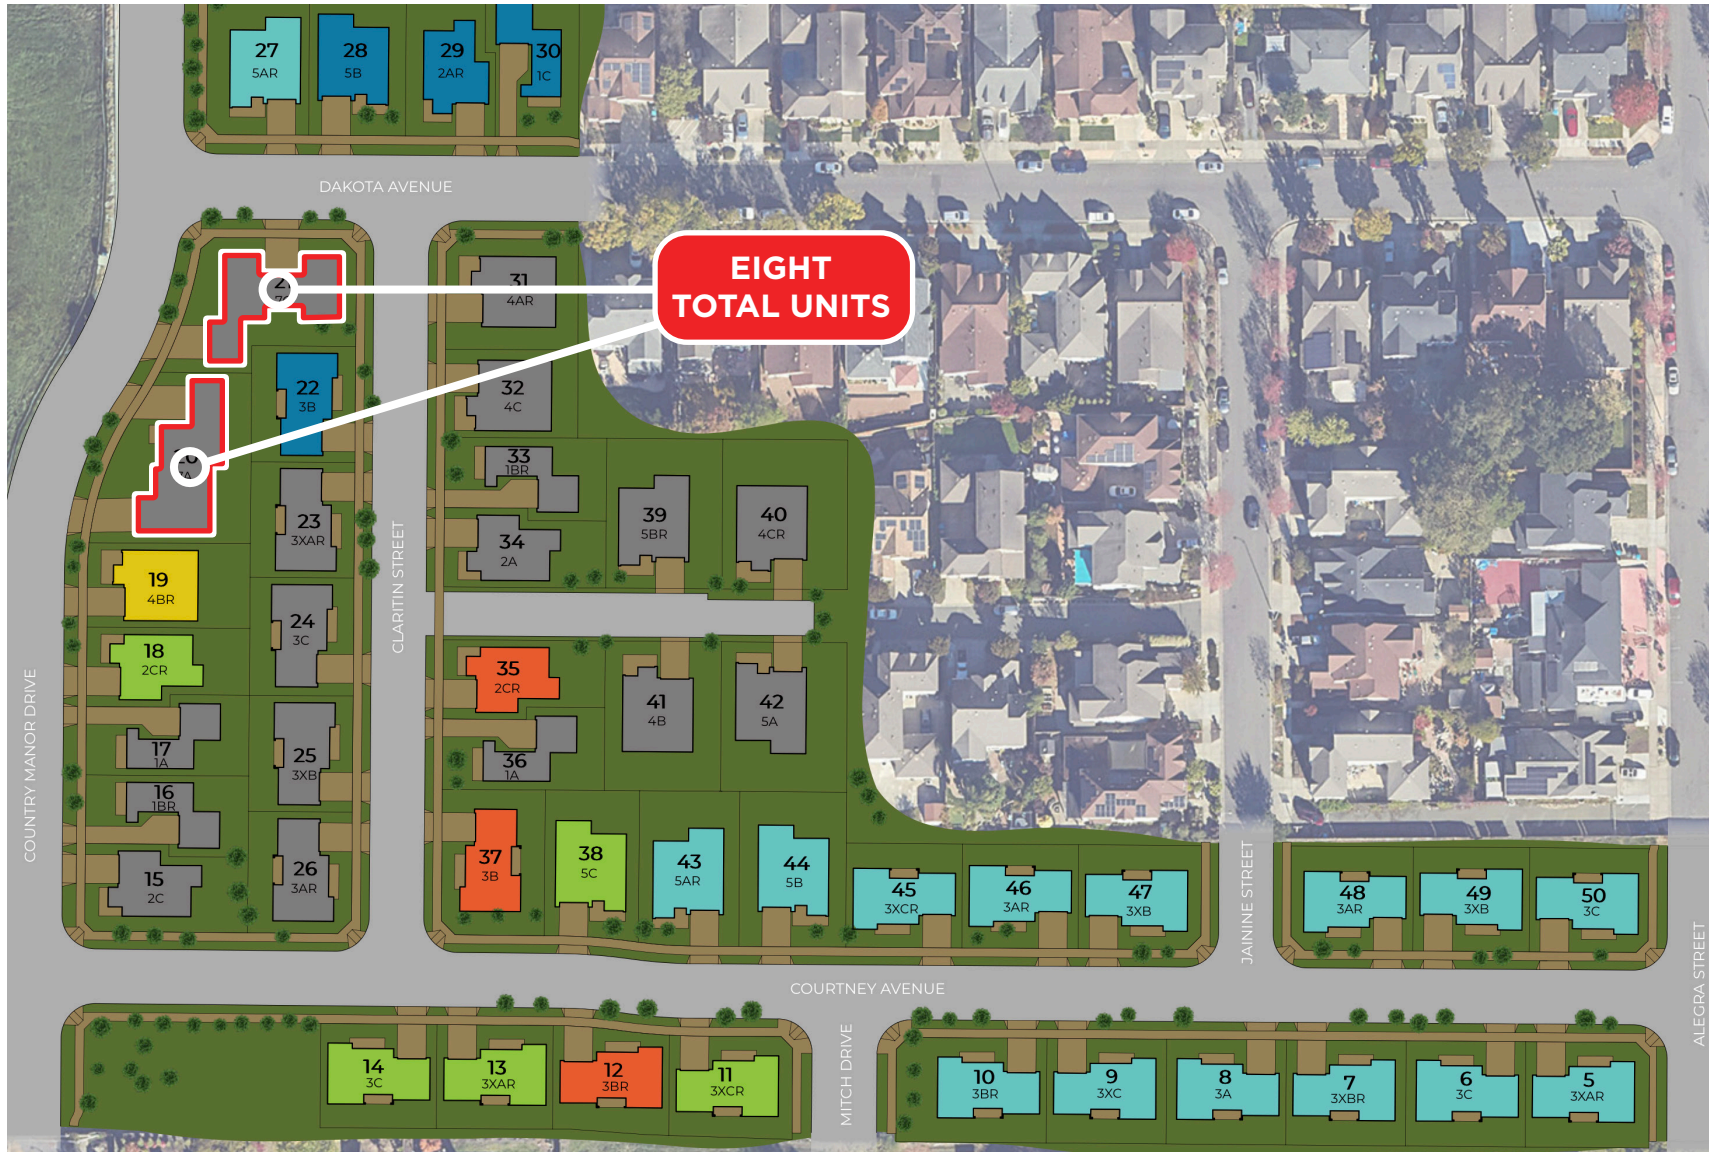 27
5AR
28
5B
29
2AR
30
1C
DAKOTA AVENUE
EIGHT
TOTAL UNITS
31
4AR
32
4C
22
3B
33
1BR
23
3XAR
34
2A
39
5BR
40
4CR
19
4BR
24
3C
CLARITIN STREET
18
2CR
35
2CR
41
4B
42
5A
17
1A
25
3XB
36
1A
16
1BR
COUNTRY MANOR DRIVE
15
2C
26
3AR
37
3B
38
5C
43
5AR
44
5B
45
3XCR
46
3AR
47
3XB
JAININE STREET
48
3AR
49
3XB
50
3C
ALEGRA STREET
COURTNEY AVENUE
MITCH DRIVE
14
3C
13
3XAR
12
3BR
11
3XCR
10
3BR
9
3XC
8
3A
7
3XBR
6
3C
5
3XAR